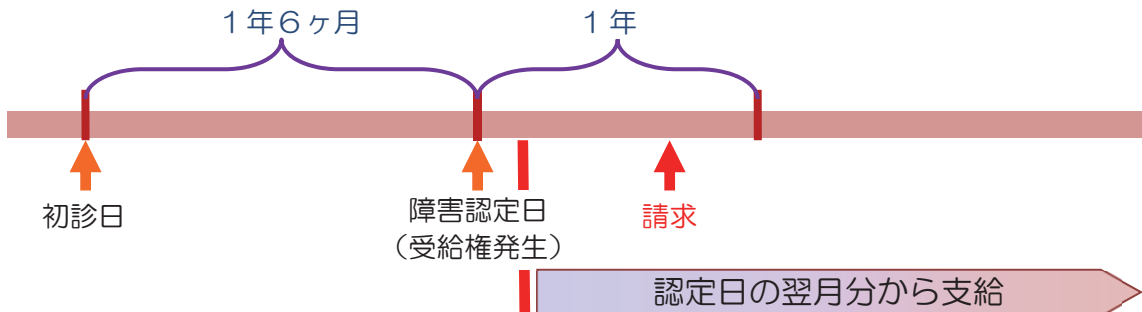 1年6ヶ月
1年
初診日
障害認定日
（受給権発生）
請求
認定日の翌月分から支給